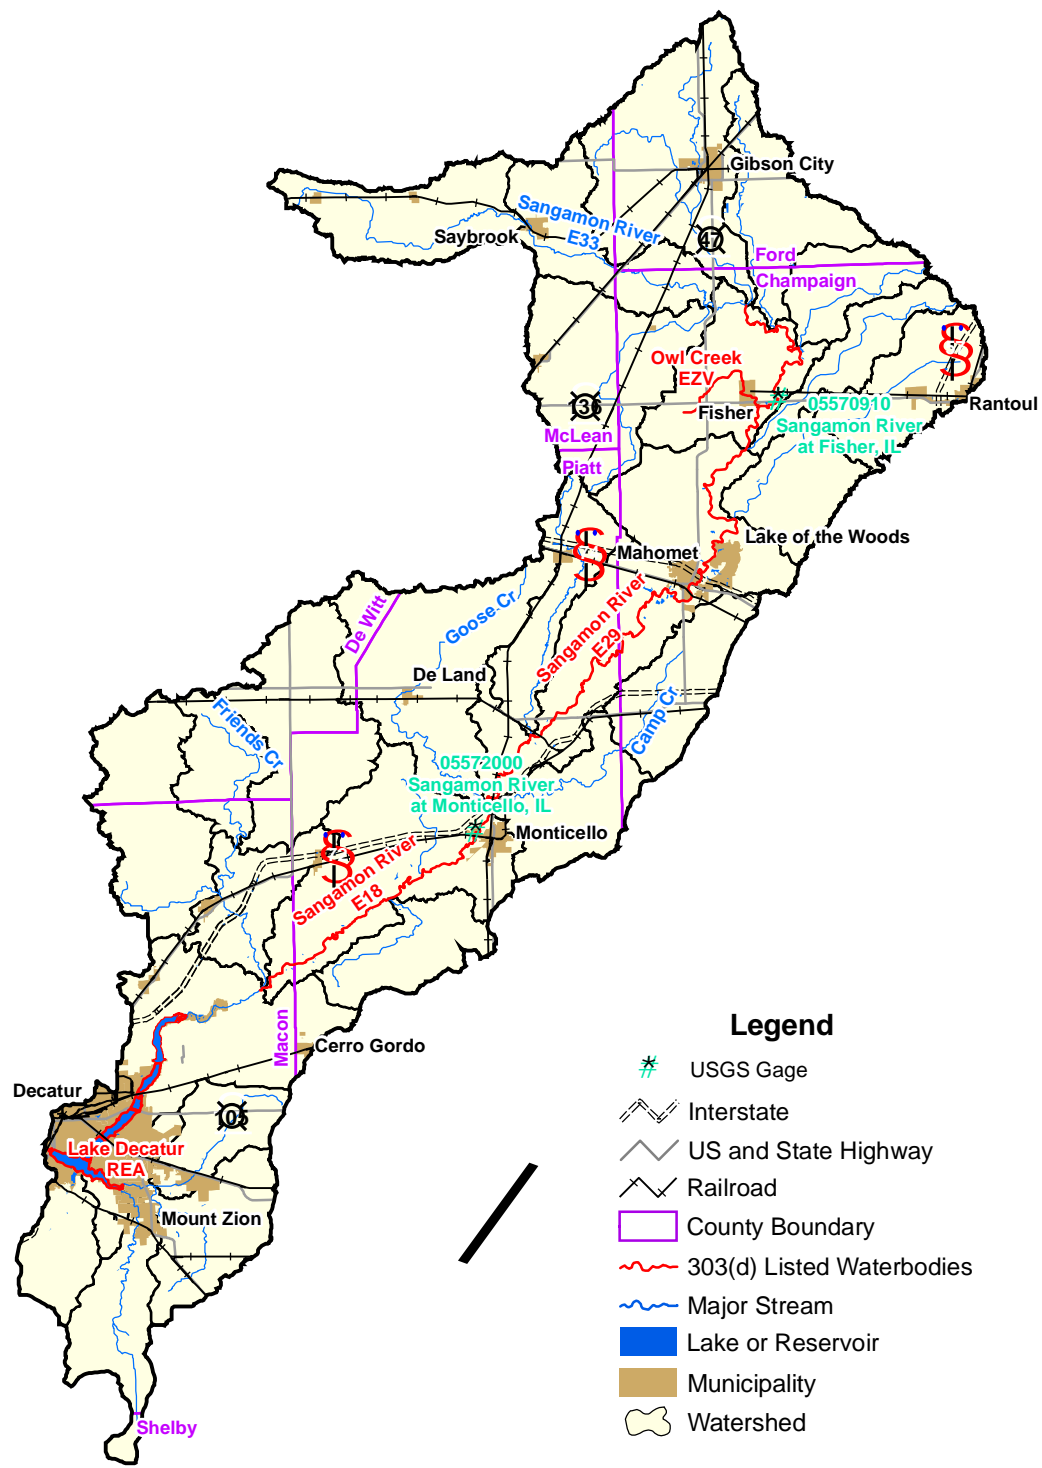 Gibson City
Sangamon River
E33
Saybrook
47
Ford
Champaign
Owl Creek
EZV
136
Fisher
05570910
Sangamon River
at Fisher, IL
Rantoul
McLean
Piatt
Lake of the Woods
Mahomet
Sangamon River
E29
De Witt
Goose Cr
De Land
Friends Cr
Camp Cr
05572000
Sangamon River
at Monticello, IL
Monticello
Sangamon River
E18
Macon
Cerro Gordo
Decatur
105
Lake Decatur
REA
Mount Zion
Shelby
Legend
USGS Gage
Interstate
US and State Highway
Railroad
County Boundary
303(d) Listed Waterbodies
Major Stream
Lake or Reservoir
Municipality
Watershed